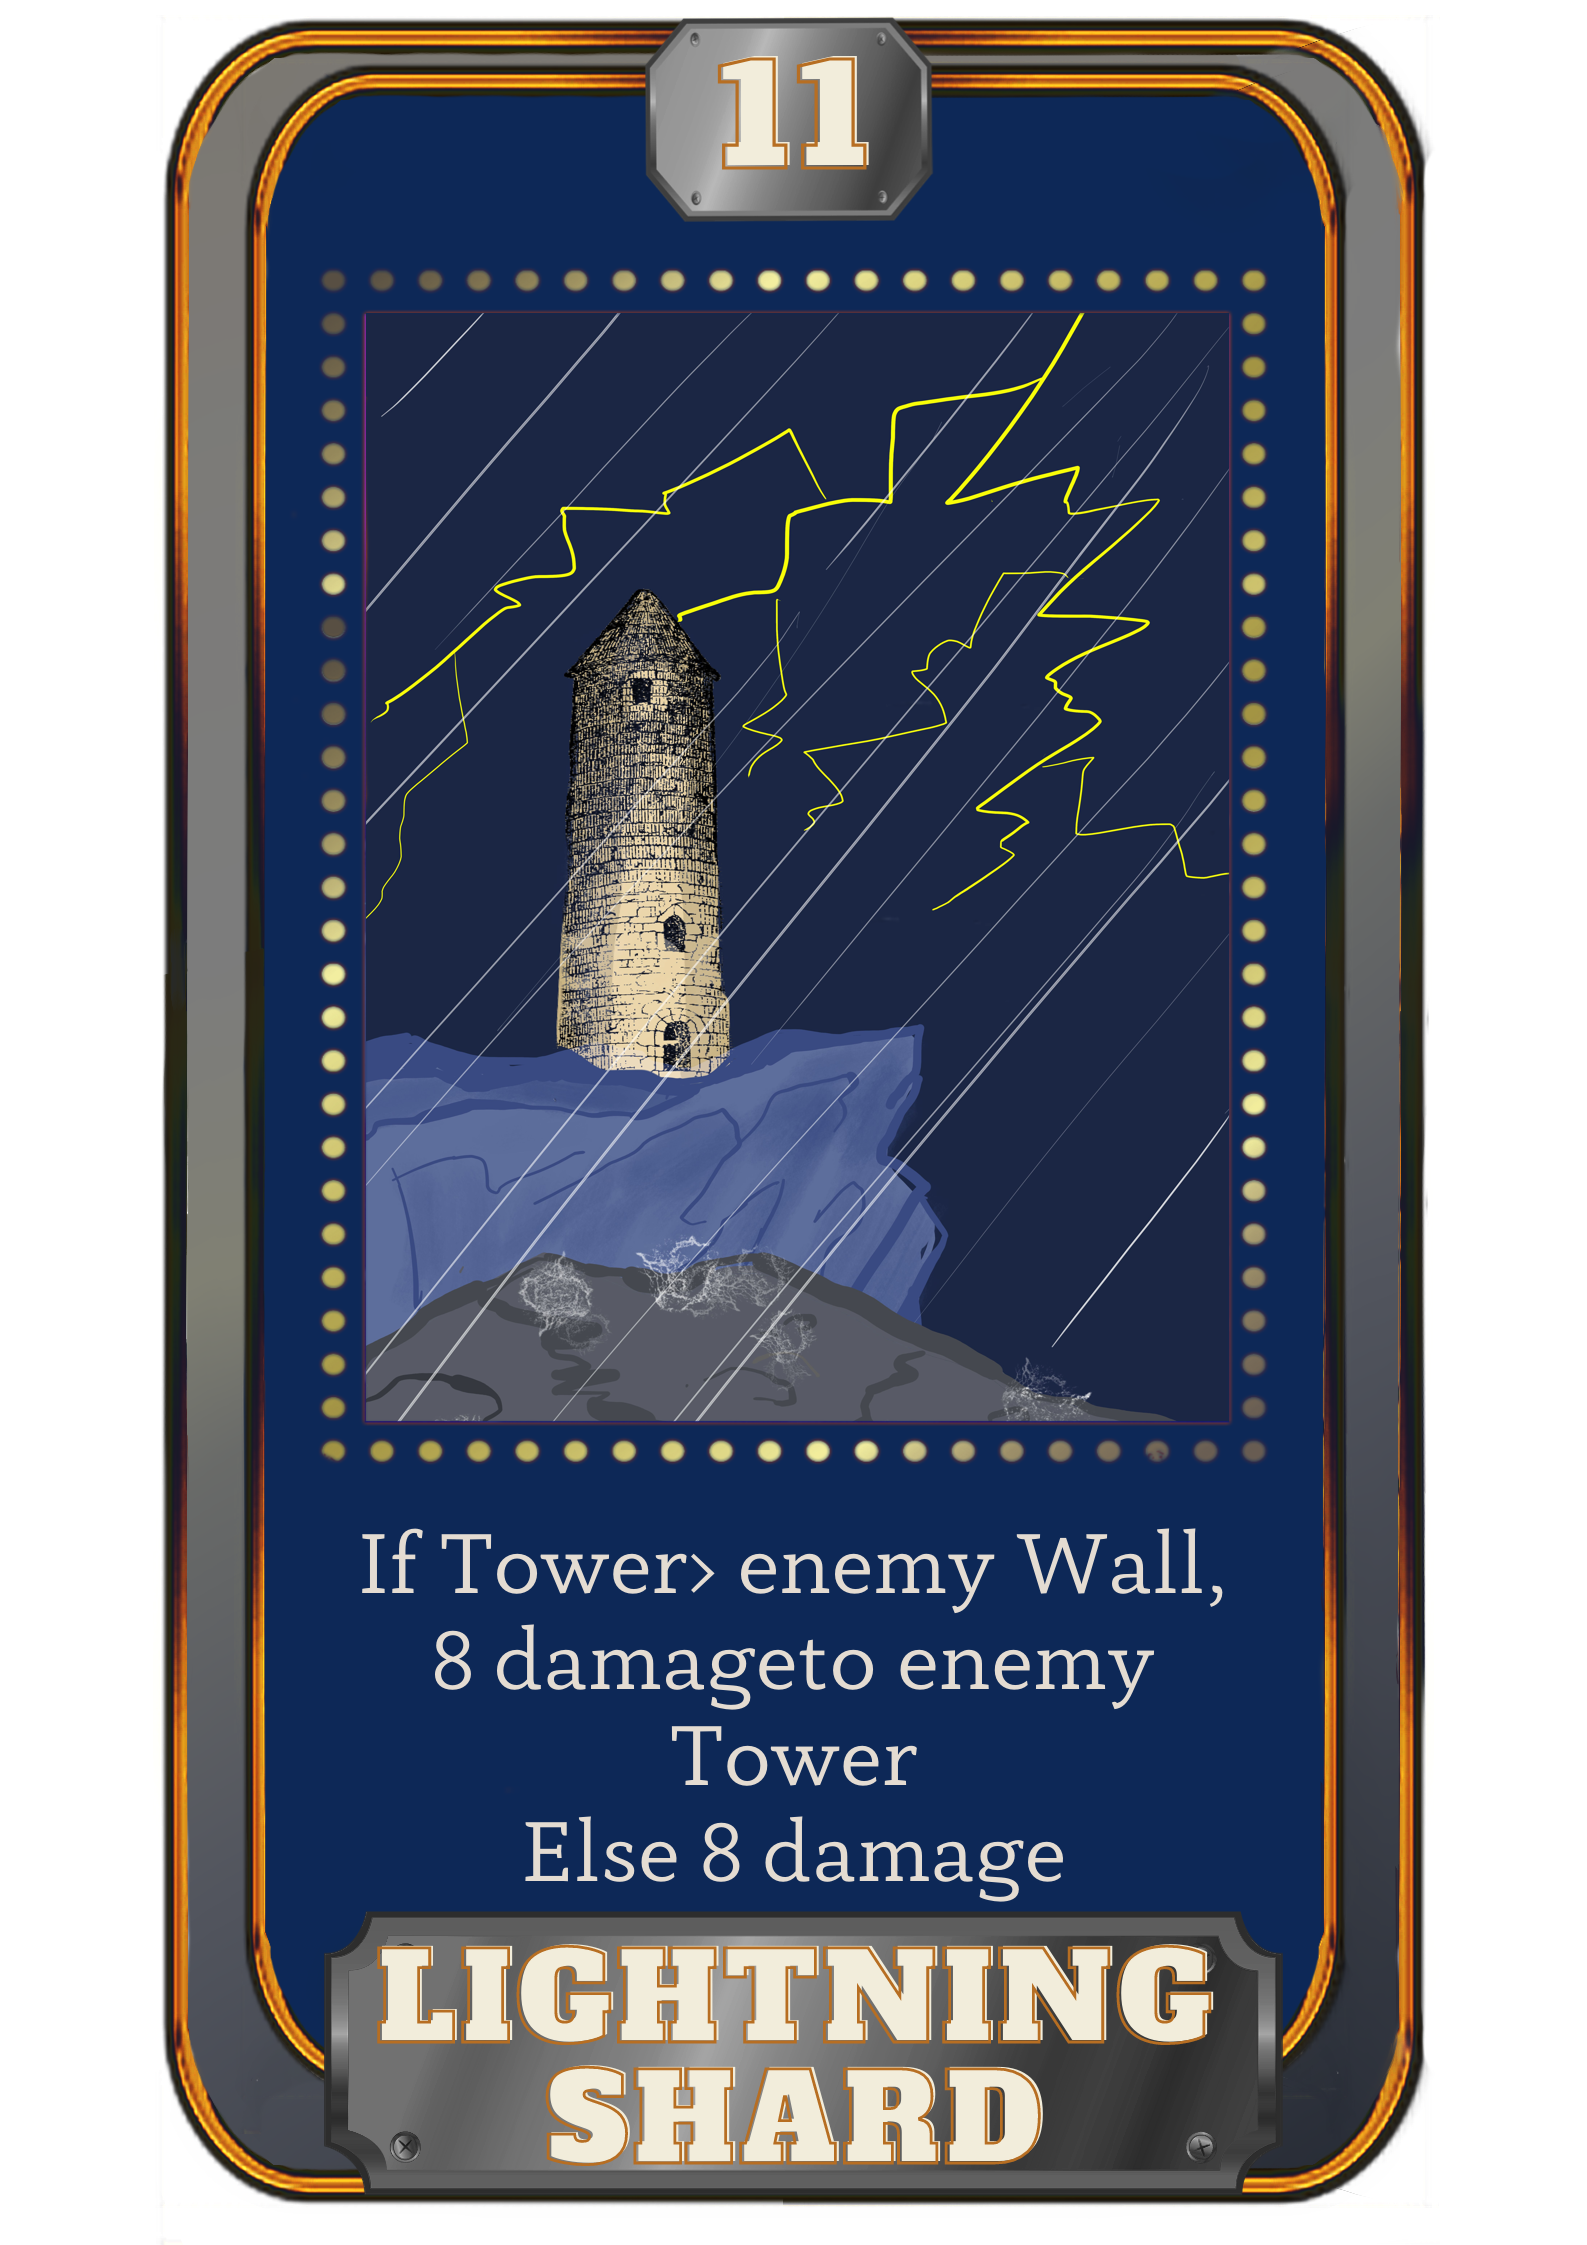 11
If Tower> enemy Wall,
8 damageto enemy
Tower
Else 8 damage
LIGHTNING
SHARD